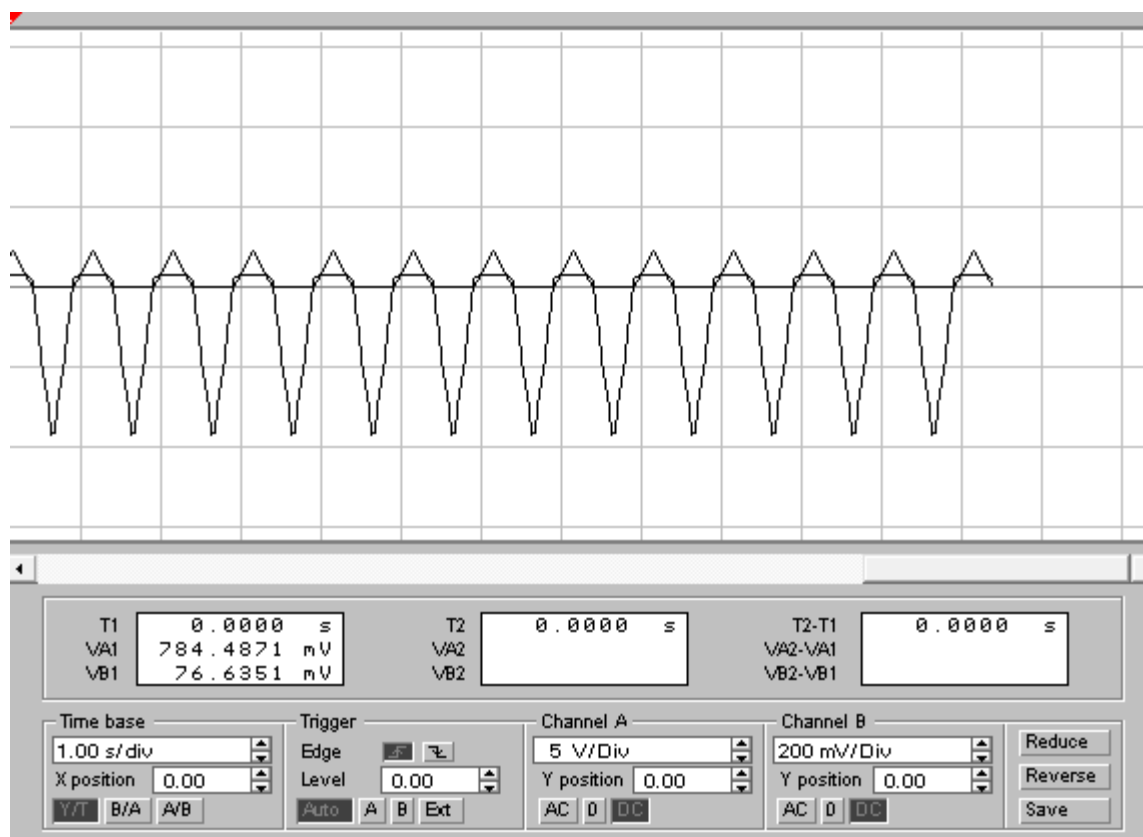 T1 0.0000 s T2 0.0000 s T2-T1 0.0000 s
VA1 784.4871 mV VA2 VA2-VA1
VB1 76.6351 mV VB2 VB2-VB1
Time base Trigger Channel A Channel B
1.00 s/div Edge 5 V/Div 200 mV/Div Reduce
X position 0.00 Level 0.00 Y position 0.00 Y position 0.00 Reverse
Y/T B/A A/B Auto A B Ext AC 0 DC AC 0 DC Save